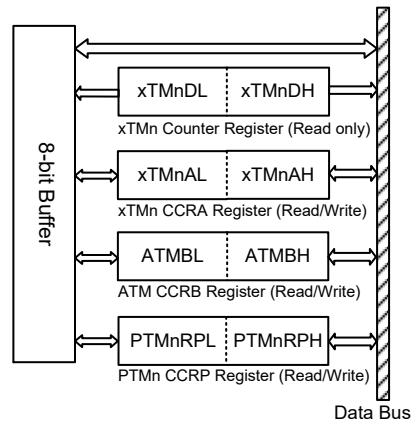 8-bit Buffer
xTMnDL xTMnDH
xTMn Counter Register (Read only)
xTMnAL xTMnAH
xTMn CCRA Register (Read/Write)
ATMBL ATMBH
ATM CCRB Register (Read/Write)
PTMnRPL PTMnRPH
PTMn CCRP Register (Read/Write)
Data Bus